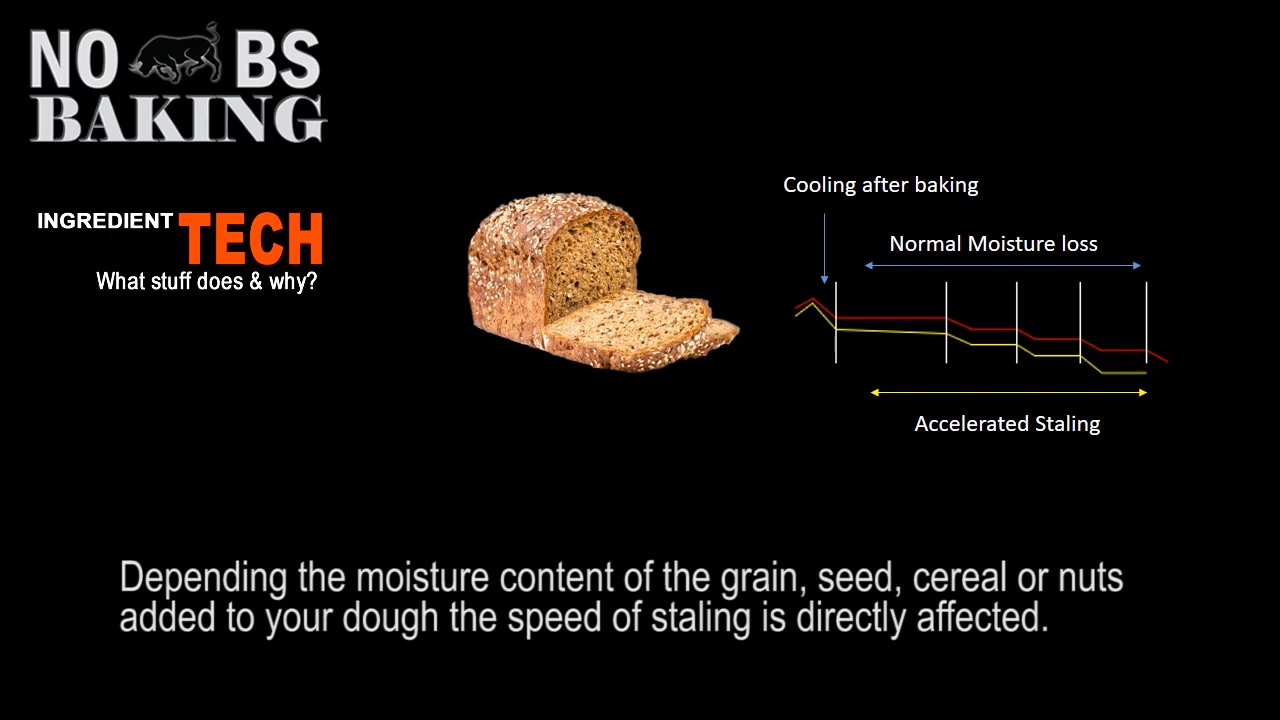 NO BS
BAKING
INGREDIENT TECH
What stuff does & why?
Cooling after baking
Normal Moisture loss
Accelerated Staling
Depending the moisture content of the grain, seed, cereal or nuts
added to your dough the speed of staling is directly affected.